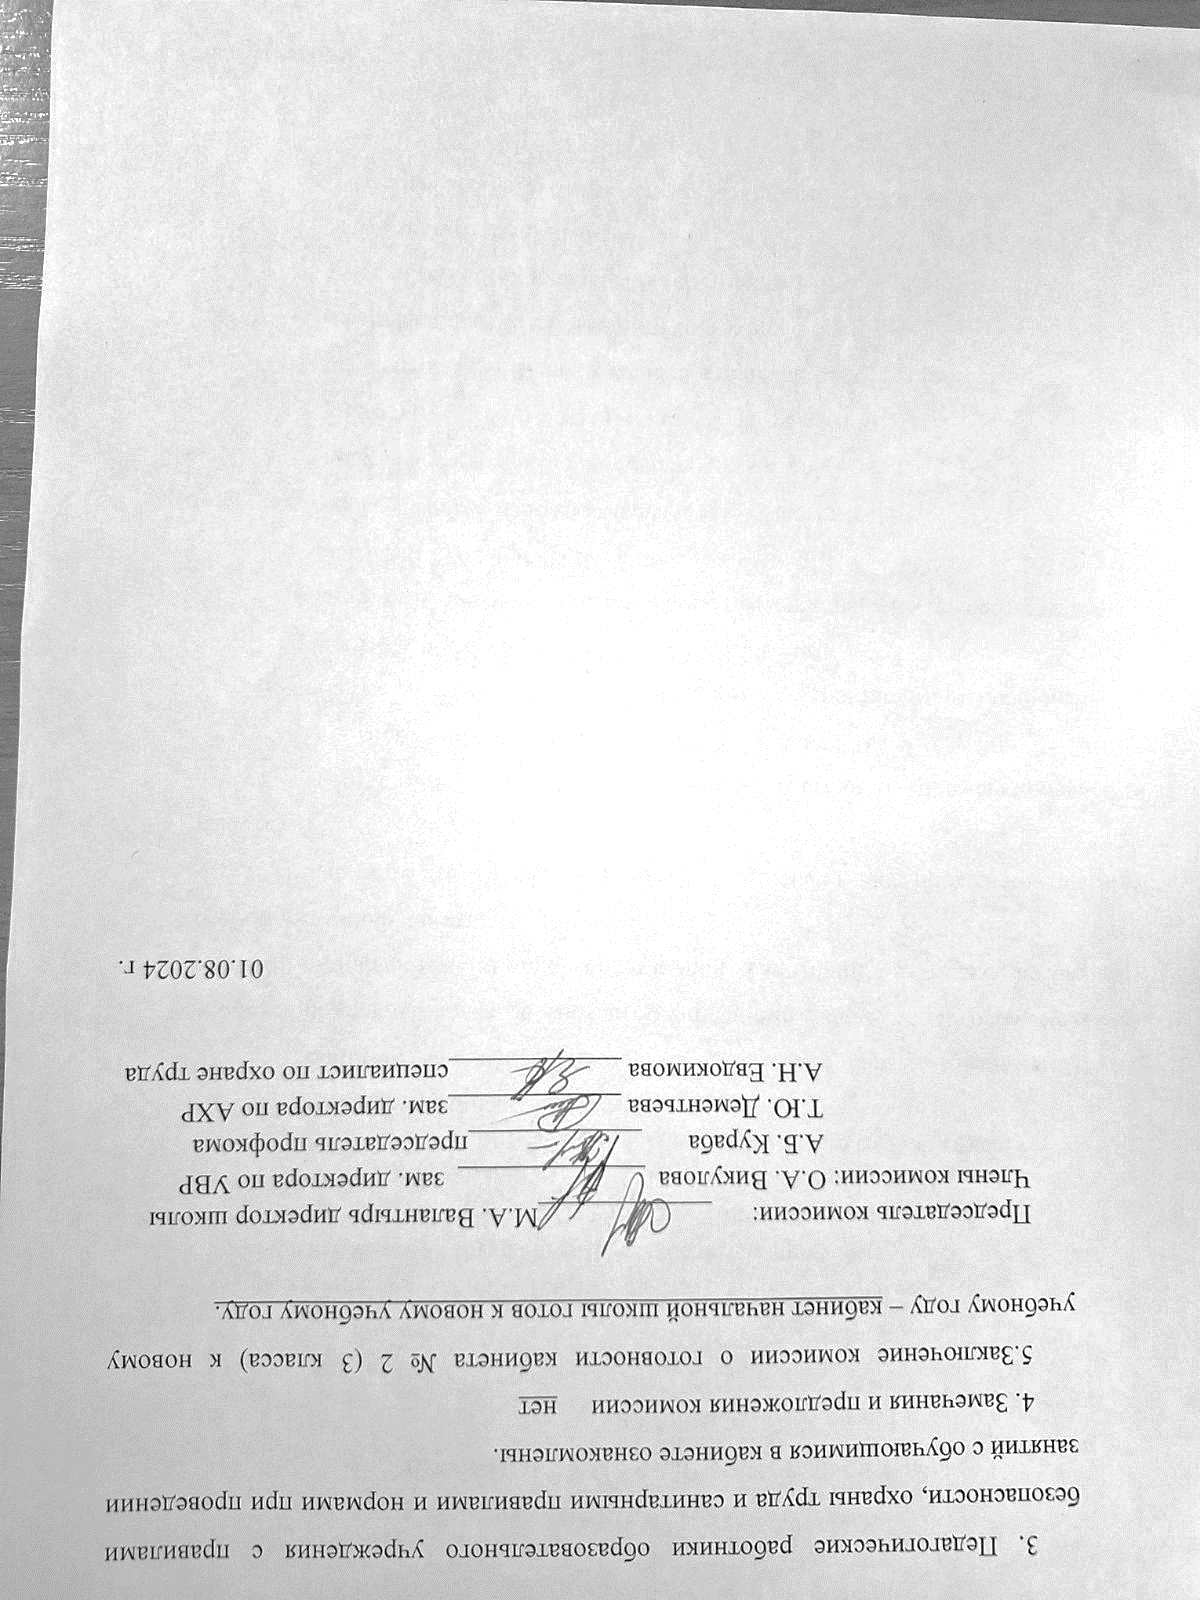 3. Педагогические работники образовательного учреждения с правилами
безопасности, охраны труда и санитарными правилами и нормами при проведении
занятий с обучающимися в кабинете ознакомлены.
4. Замечания и предложения комиссии нет
5.Заключение комиссии о готовности кабинета № 2 (3 класса) к новому
учебному году – кабинет начальной школы готов к новому учебному году.
Председатель комиссии: М.А. Валантырь директор школы
Члены комиссии: О.А. Викулова зам. директора по УВР
А.Б. Кураба председатель профкома
Т.Ю. Дементьева зам. директора по АХР
А.Н. Евдокимова специалист по охране труда
01.08.2024 г.